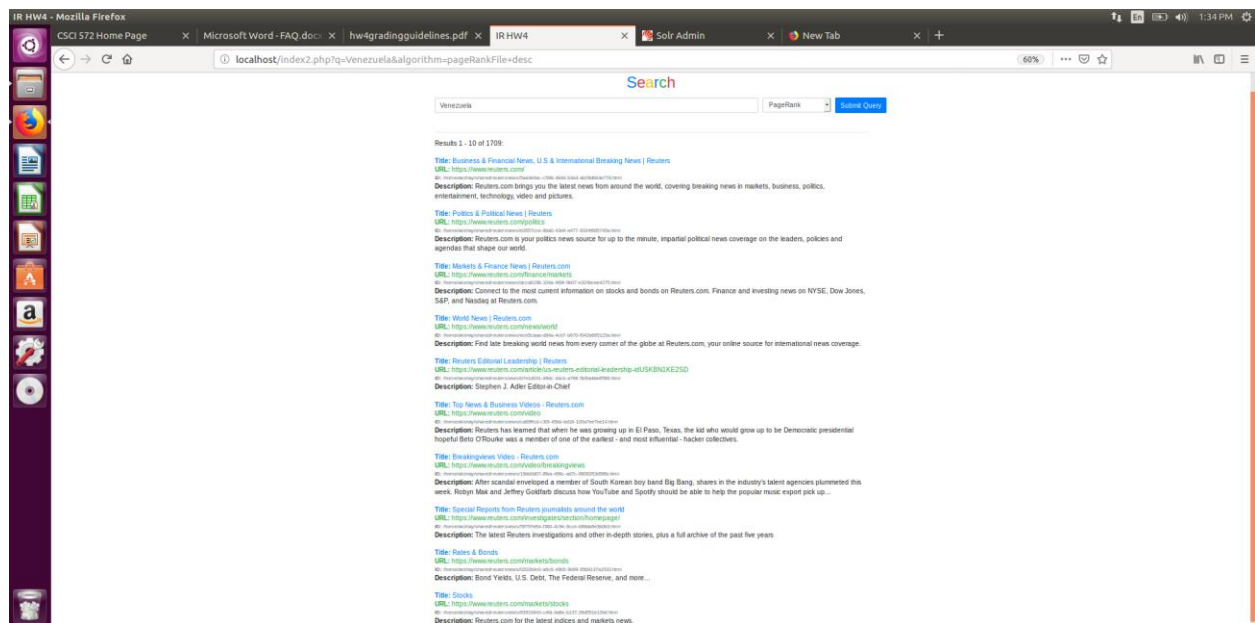 IR HW4 - Mozilla Firefox
En
1:34 PM
CSCI 572 Home Page
Microsoft Word - FAQ.doc
hw4gradingguidelines.pdf
IR HW4
Solr Admin
New Tab
localhost/index2.php?q=Venezuela&algorithm=pageRankFile+desc
60%
Search
Venezuela
PageRank
Submit Query
Results 1 - 10 of 1709:
Title: Business & Financial News, U.S & International Breaking News | Reuters
URL: https://www.reuters.com/
Description: Reuters.com brings you the latest news from around the world, covering breaking news in markets, business, politics,
entertainment, technology, video and pictures.
Title: Politics & Political News | Reuters
URL: https://www.reuters.com/politics
Description: Reuters.com is your politics news source for up to the minute, impartial political news coverage on the leaders, policies and
agendas that shape our world.
Title: Markets & Finance News | Reuters.com
URL: https://www.reuters.com/finance/markets
Description: Connect to the most current information on stocks and bonds on Reuters.com. Finance and investing news on NYSE, Dow Jones,
S&P, and Nasdaq at Reuters.com.
Title: World News | Reuters.com
URL: https://www.reuters.com/news/world
Description: Find late breaking world news from every corner of the globe at Reuters.com, your online source for international news coverage.
Title: Reuters Editorial Leadership | Reuters
URL: https://www.reuters.com/article/us-reuters-editorial-leadership-idUSKBN1KE2SD
Description: Stephen J. Adler Editor-in-Chief
Title: Top News & Business Videos - Reuters.com
URL: https://www.reuters.com/video
Description: Reuters has learned that when he was growing up in El Paso, Texas, the kid who would grow up to be Democratic presidential
hopeful Beto O'Rourke was a member of one of the earliest - and most influential - hacker collectives.
Title: Breakingviews Video - Reuters.com
URL: https://www.reuters.com/video/breakingviews
Description: After scandal enveloped a member of South Korean boy band Big Bang, shares in the industry's talent agencies plummeted this
week. Robyn Mak and Jeffrey Goldfarb discuss how YouTube and Spotify should be able to help the popular music export pick up...
Title: Special Reports from Reuters journalists around the world
URL: https://www.reuters.com/investigates/section/homepage/
Description: The latest Reuters investigations and other in-depth stories, plus a full archive of the past five years
Title: Rates & Bonds
URL: https://www.reuters.com/markets/bonds
Description: Bond Yields, U.S. Debt, The Federal Reserve, and more...
Title: Stocks
URL: https://www.reuters.com/markets/stocks
Description: Reuters.com for the latest indices and markets news.